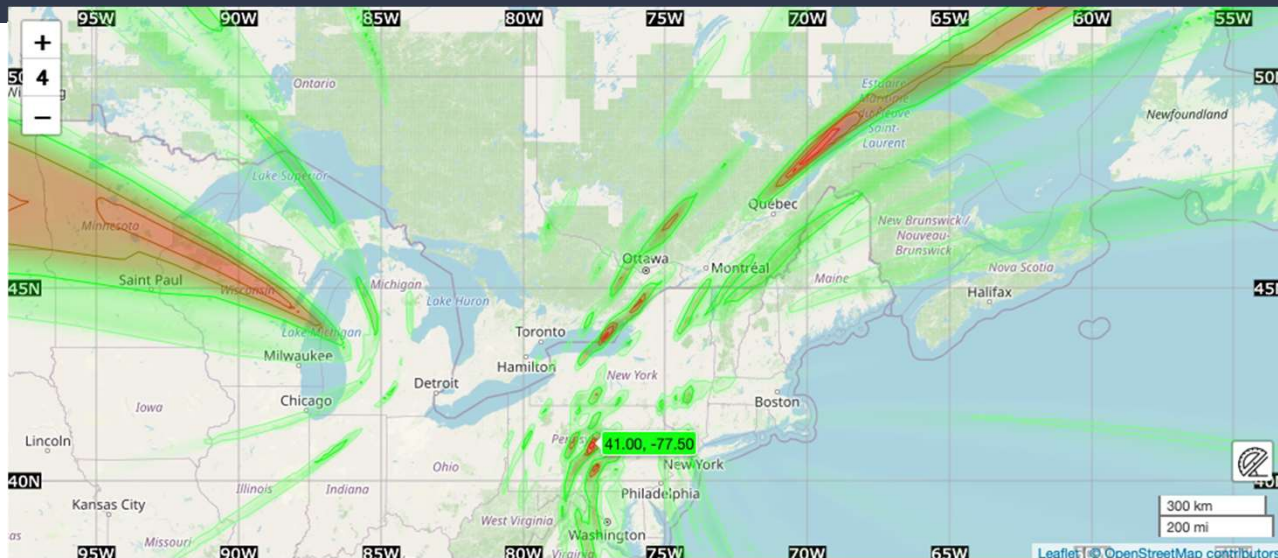 95W 90W 85W 80W 75W 70W 65W 60W 55W
+
4
−
50
50
Ontario
Estuaire
Maritime
du Fleuve
Saint-
Laurent
Newfoundland
Lake Superior
Québec
Minnesota
New Brunswick /
Nouveau-
Brunswick
Ottawa
Montréal
Maine
Nova Scotia
Saint Paul
Wisconsin
Michigan
45N
45
Lake Huron
Halifax
Toronto
Lake Michigan
Milwaukee
Hamilton
New York
Detroit
Chicago
Boston
Iowa
Lincoln
Pennsy
41.00, -77.50
Ohio
New York
40N
Illinois
Indiana
Philadelphia
Kansas City
West Virginia
300 km
200 mi
Washington
Missouri
Virginia
95W 90W 85W 80W 75W 70W 65W
Leaflet | © OpenStreetMap contributo